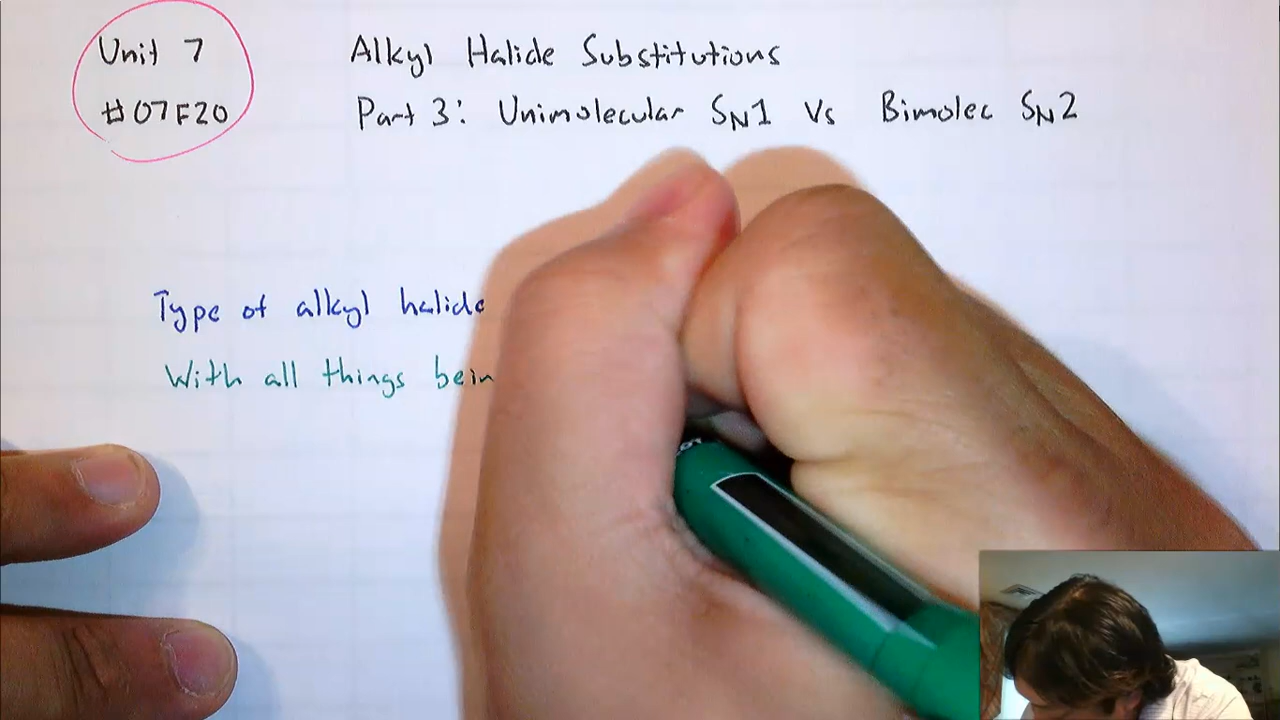 Unit 7
#07F20
Alkyl Halide Substitutions
Part 3: Unimolecular SN1 Vs Bimolec SN2
Type of alkyl halide
With all things bein